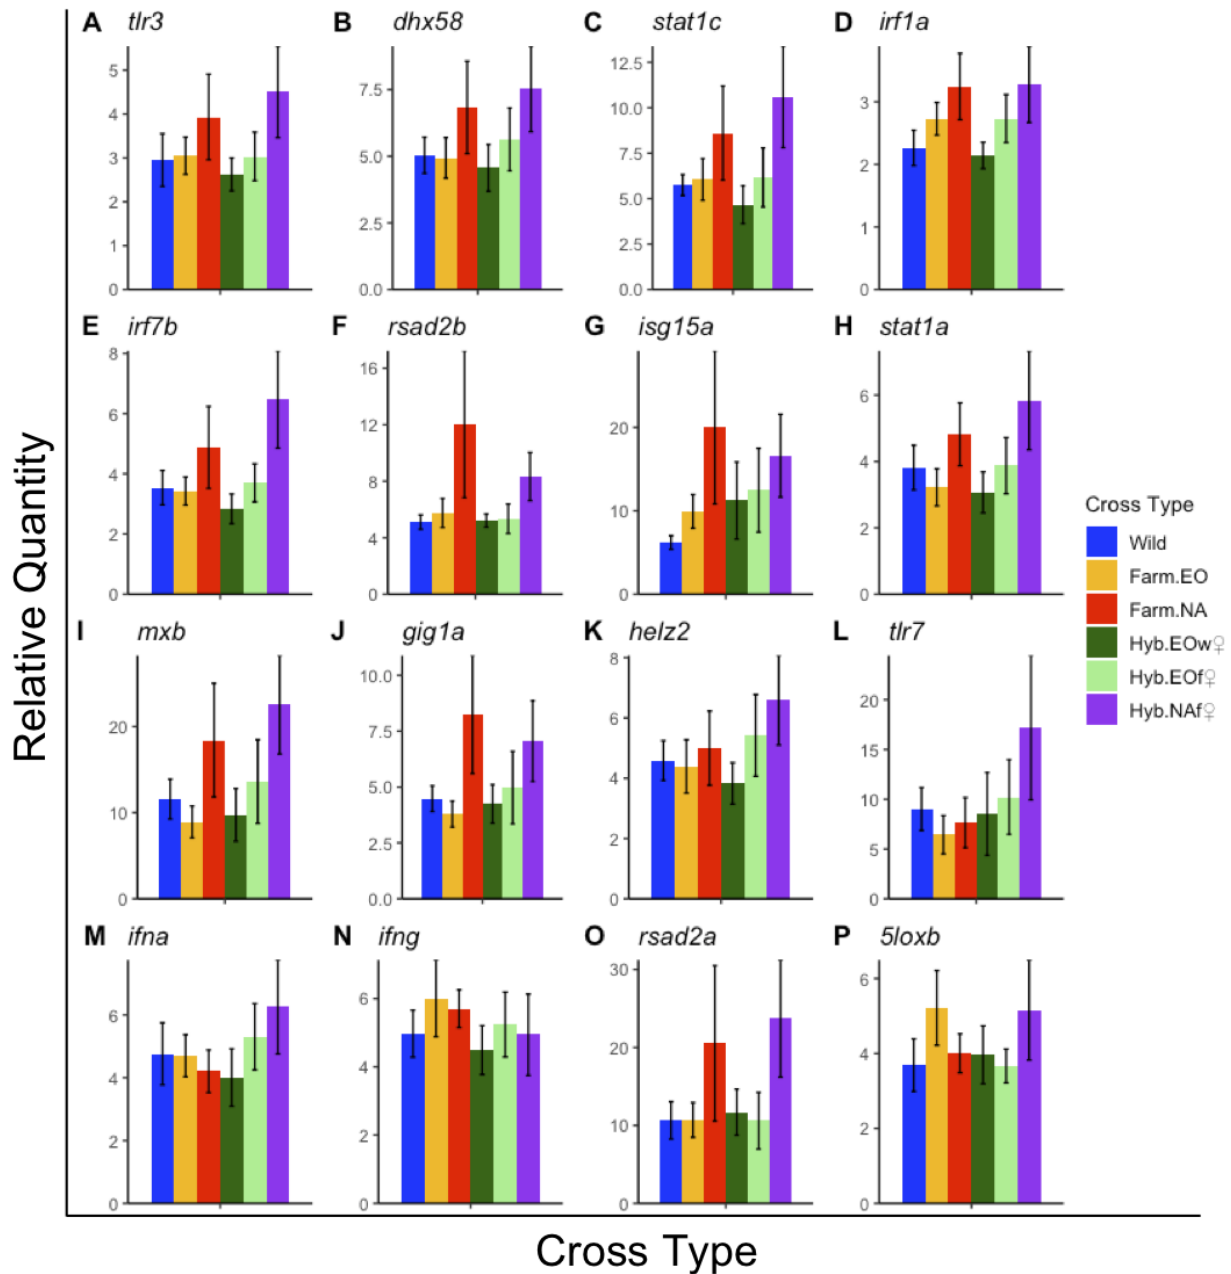 A tlr3
B dhx58
C stat1c
D irf1a
5
4
3
2
1
0
7.5
5.0
2.5
0.0
12.5
10.0
7.5
5.0
2.5
0.0
3
2
1
0
E irf7b
F rsad2b
G isg15a
H stat1a
8
6
4
2
0
16
12
8
4
0
20
10
0
6
4
2
0
I mxb
J gig1a
K helz2
L tlr7
20
10
0
10.0
7.5
5.0
2.5
0.0
8
6
4
2
0
20
15
10
5
0
M ifna
N ifng
O rsad2a
P 5loxb
6
4
2
0
6
4
2
0
30
20
10
0
6
4
2
0
Relative Quantity
Cross Type
Cross Type
Wild
Farm.EO
Farm.NA
Hyb.EOw♀
Hyb.EOf♀
Hyb.NAf♀